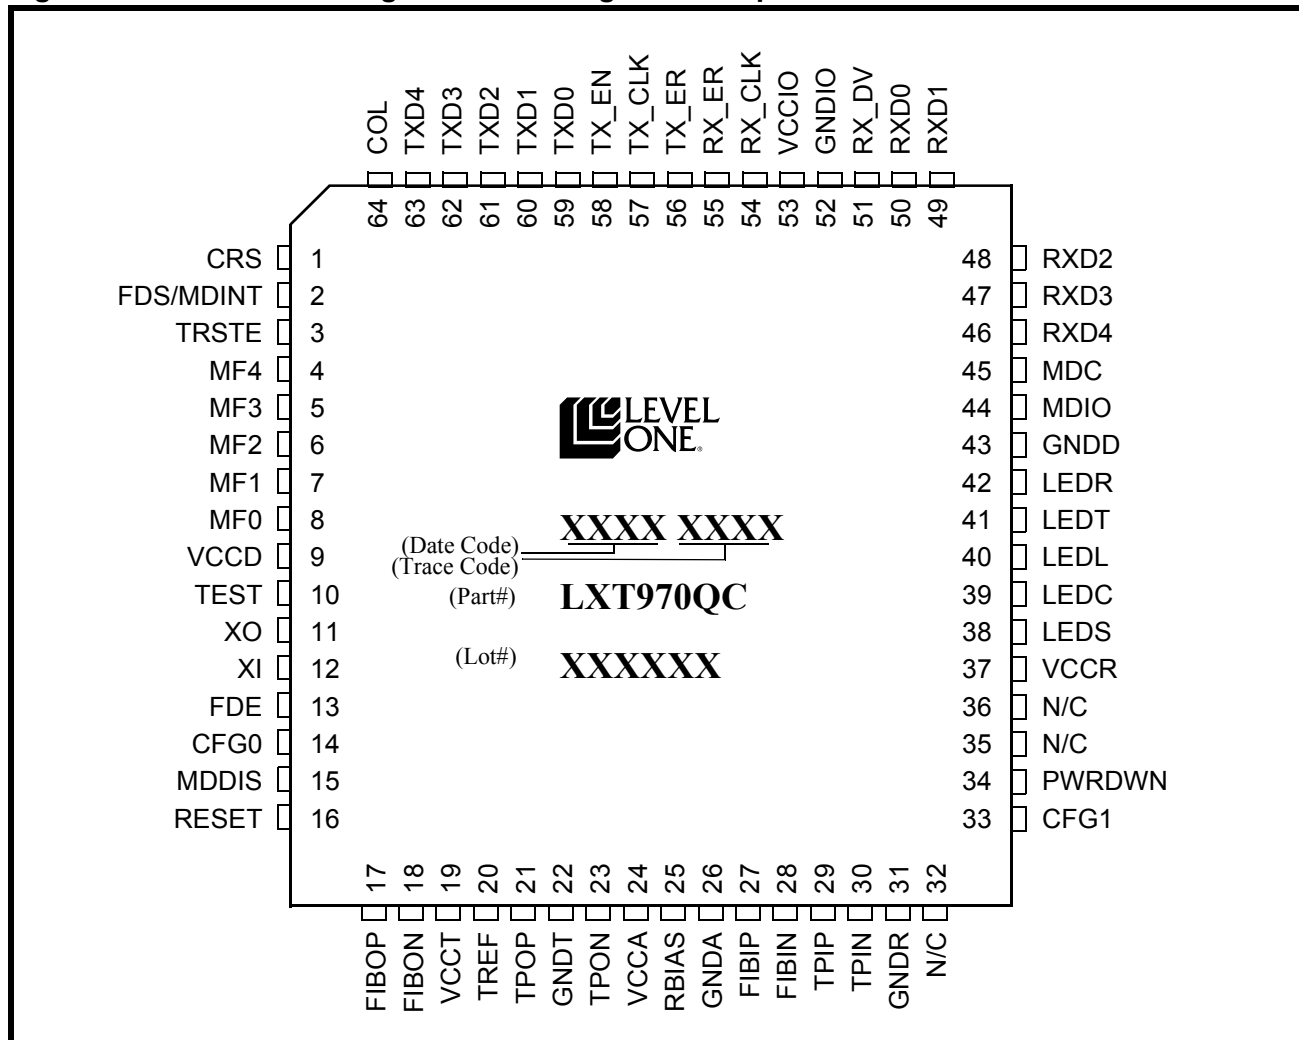 COL TXD4 TXD3 TXD2 TXD1 TXD0 TX_EN TX_CLK TX_ER RX_ER RX_CLK VCCIO GNDIO RX_DV RXD0 RXD1
64 63 62 61 60 59 58 57 56 55 54 53 52 51 50 49
CRS 1 48 RXD2
FDS/MDINT 2 47 RXD3
TRSTE 3 46 RXD4
MF4 4 45 MDC
MF3 5 44 MDIO
MF2 6 43 GNDD
MF1 7 42 LEDR
MF0 8 41 LEDT
VCCD 9 40 LEDL
TEST 10 39 LEDC
XO 11 38 LEDS
XI 12 37 VCCR
FDE 13 36 N/C
CFG0 14 35 N/C
MDDIS 15 34 PWRDWN
RESET 16 33 CFG1
LEVEL
ONE®
XXXX XXXX
(Date Code)
(Trace Code)
(Part#) LXT970QC
(Lot#) XXXXXX
17 18 19 20 21 22 23 24 25 26 27 28 29 30 31 32
FIBOP FIBON VCCT TREF TPOP GNDT TPON VCCA RBIAS GNDA FIBIP FIBIN TPIP TPIN GNDR N/C